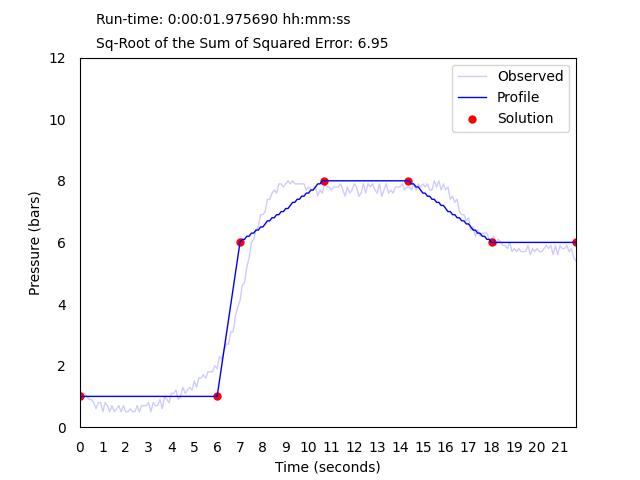 Run-time: 0:00:01.975690 hh:mm:ss
Sq-Root of the Sum of Squared Error: 6.95
12
10
8
6
4
2
0
Pressure (bars)
Observed
Profile
Solution
0 1 2 3 4 5 6 7 8 9 10 11 12 13 14 15 16 17 18 19 20 21
Time (seconds)